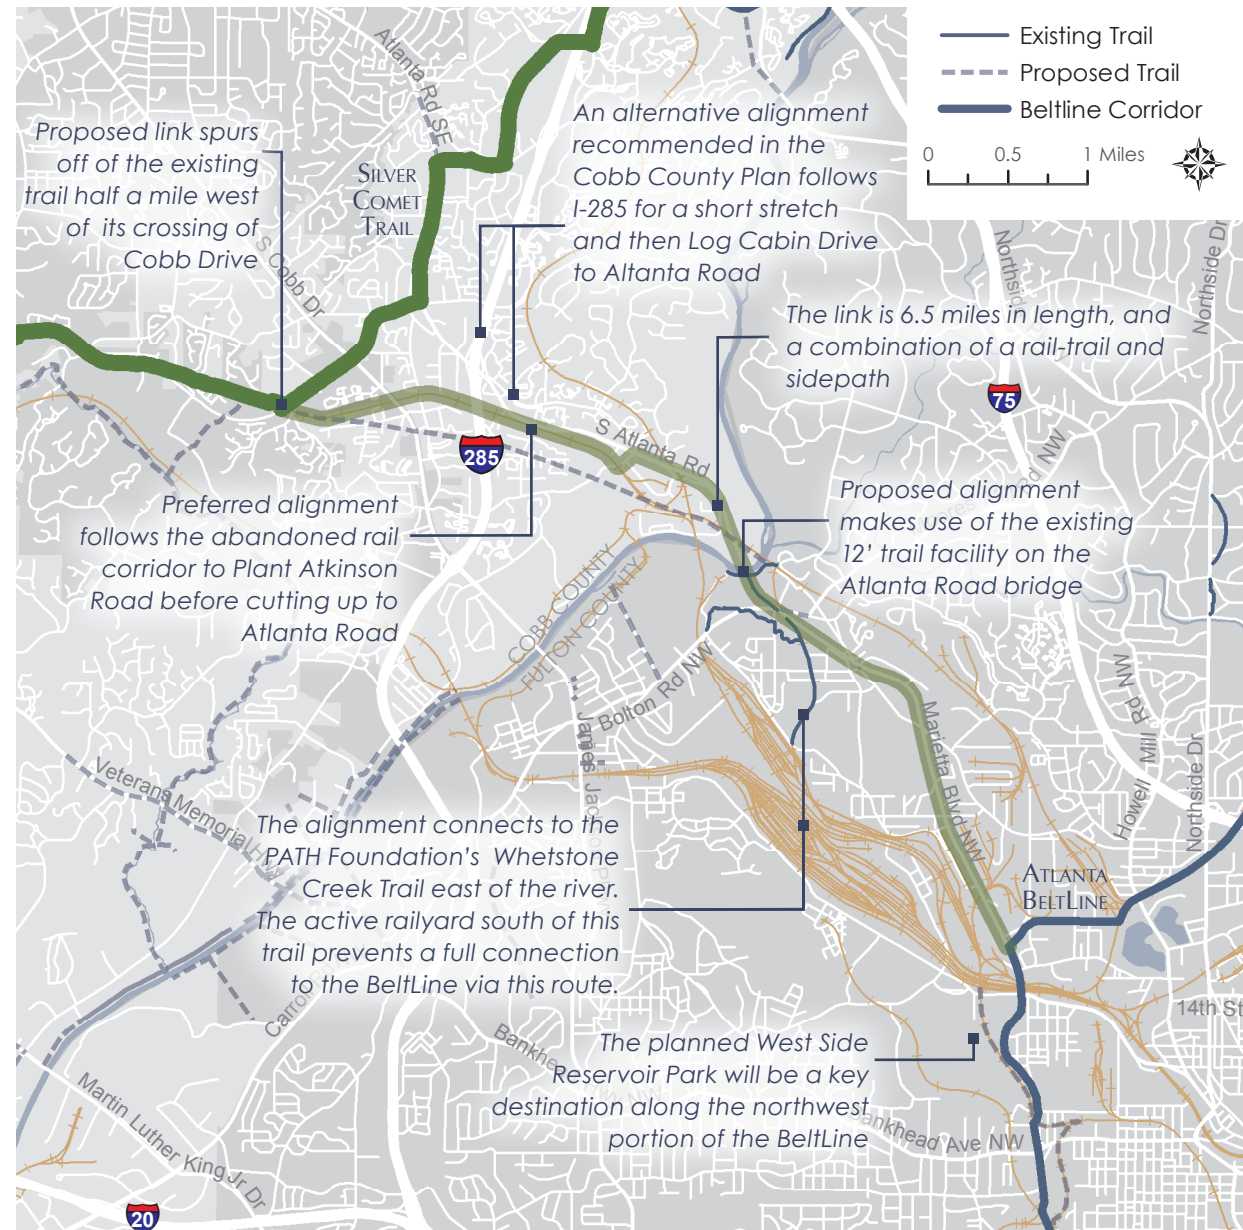 Existing Trail
Proposed Trail
Beltline Corridor
0 0.5 1 Miles
Atlanta Rd SE
Proposed link spurs
off of the existing
trail half a mile west
of its crossing of
Cobb Drive
SILVER
COMET
TRAIL
An alternative alignment
recommended in the
Cobb County Plan follows
I-285 for a short stretch
and then Log Cabin Drive
to Altanta Road
S Cobb Dr
Northside Dr
The link is 6.5 miles in length, and
a combination of a rail-trail and
sidepath
75
S Atlanta Rd
285
Preferred alignment
follows the abandoned rail
corridor to Plant Atkinson
Road before cutting up to
Atlanta Road
Proposed alignment
makes use of the existing
12’ trail facility on the
Atlanta Road bridge
Rd NW
COBB COUNTY
FULTON COUNTY
Bolton Rd NW
James
Marietta Blvd NW
Howell Mill Rd NW
Northside Dr
Veterans Memorial Hwy
The alignment connects to the
PATH Foundation’s Whetstone
Creek Trail east of the river.
The active railyard south of this
trail prevents a full connection
to the BeltLine via this route.
ATLANTA
BELTLINE
14th St
The planned West Side
Reservoir Park will be a key
destination along the northwest
portion of the BeltLine
Martin Luther King Jr Dr
20